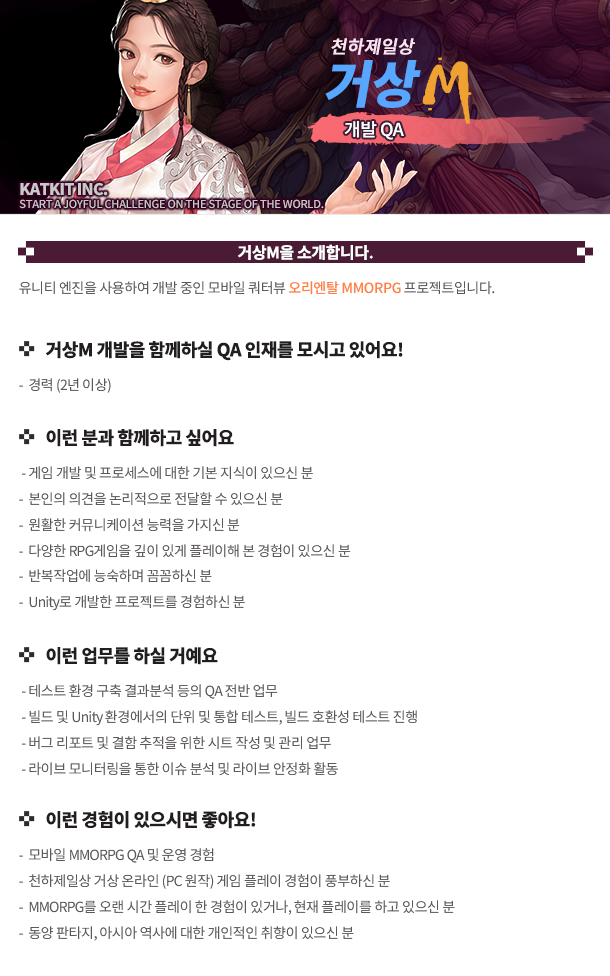 천하제일상
거상M
개발 QA
KATKIT INC.
START A JOYFUL CHALLENGE ON THE STAGE OF THE WORLD.
거상M을 소개합니다.
유니티 엔진을 사용하여 개발 중인 모바일 쿼터뷰 오리엔탈 MMORPG 프로젝트입니다.
거상M 개발을 함께하실 QA 인재를 모시고 있어요!
- 경력 (2년 이상)
이런 분과 함께하고 싶어요
- 게임 개발 및 프로세스에 대한 기본 지식이 있으신 분
- 본인의 의견을 논리적으로 전달할 수 있으신 분
- 원활한 커뮤니케이션 능력을 가지신 분
- 다양한 RPG게임을 깊이 있게 플레이해 본 경험이 있으신 분
- 반복작업에 능숙하며 꼼꼼하신 분
- Unity로 개발한 프로젝트를 경험하신 분
이런 업무를 하실 거예요
- 테스트 환경 구축 결과분석 등의 QA 전반 업무
- 빌드 및 Unity 환경에서의 단위 및 통합 테스트, 빌드 호환성 테스트 진행
- 버그 리포트 및 결함 추적을 위한 시트 작성 및 관리 업무
- 라이브 모니터링을 통한 이슈 분석 및 라이브 안정화 활동
이런 경험이 있으시면 좋아요!
- 모바일 MMORPG QA 및 운영 경험
- 천하제일상 거상 온라인 (PC 원작) 게임 플레이 경험이 풍부하신 분
- MMORPG를 오랜 시간 플레이 한 경험이 있거나, 현재 플레이를 하고 있으신 분
- 동양 판타지, 아시아 역사에 대한 개인적인 취향이 있으신 분